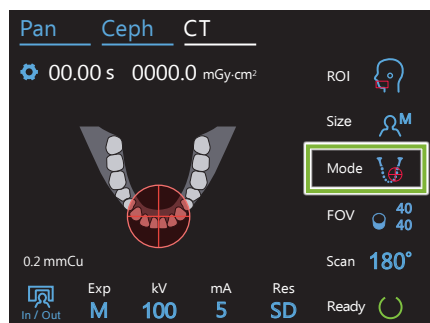 Pan Ceph CT
00.00 s 0000.0 mGy·cm²
ROI
Size M
Mode
FOV 40
40
0.2 mmCu
Scan 180°
Exp kV mA Res
In / Out M 100 5 SD
Ready